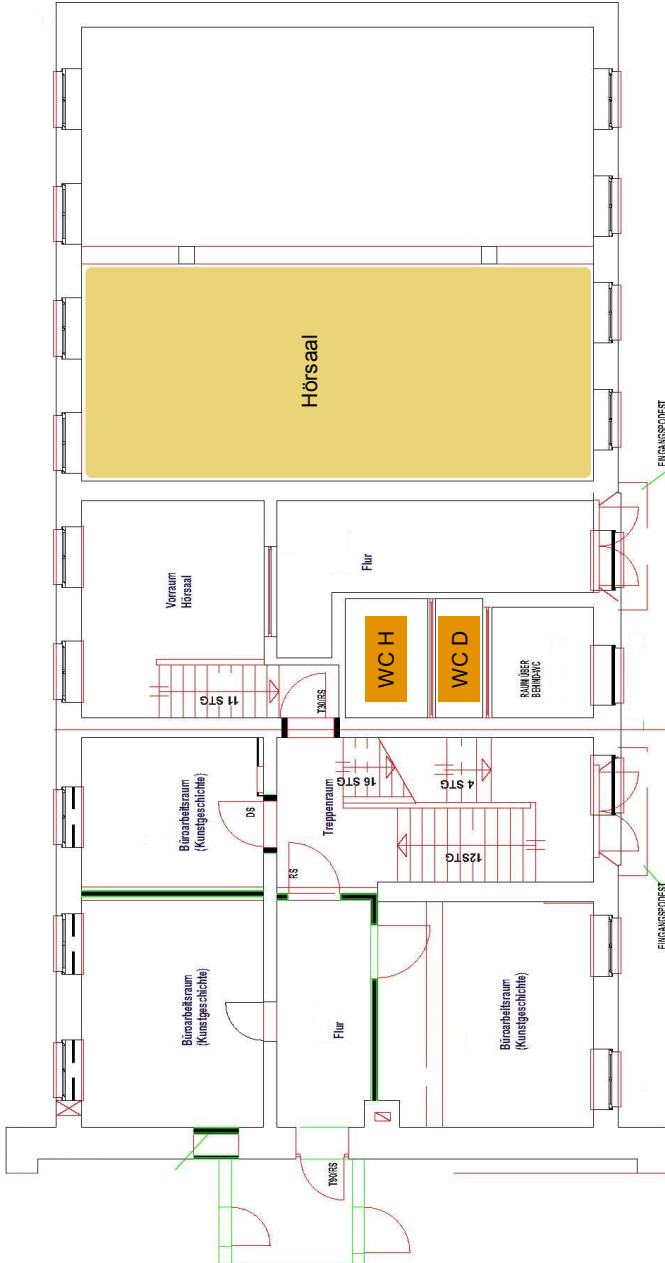 Hörsaal
EINGANGSPODEST
Vorraum
Hörsaal
Flur
WC H
WC D
RAUM ÜBER
BEHIND-WC
11 STG
T30/RS
Büroarbeitsraum
(Kunstgeschichte)
DS
Treppenraum
16 STG
4 STG
12STG
RS
EINGANGSPODEST
Büroarbeitsraum
(Kunstgeschichte)
Flur
Büroarbeitsraum
(Kunstgeschichte)
T90/RS